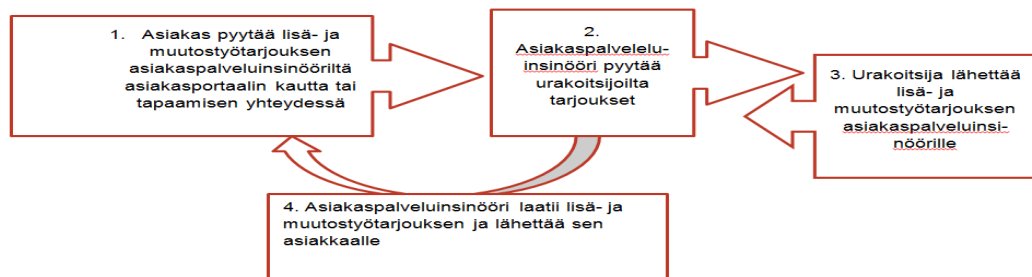 1. Asiakas pyytää lisä- ja
muutostyötarjouksen
asiakaspalveluinsinööriltä
asiakasportaalin kautta tai
tapaamisen yhteydessä
2.
Asiakaspalvelelu-
insinööri pyytää
urakoitsijoilta
tarjoukset
3. Urakoitsija lähettää
lisä- ja
muutostyötarjouksen
asiakaspalveluinsi-
nöörille
4. Asiakaspalveluinsinööri laatii lisä- ja
muutostyötarjouksen ja lähettää sen
asiakkaalle